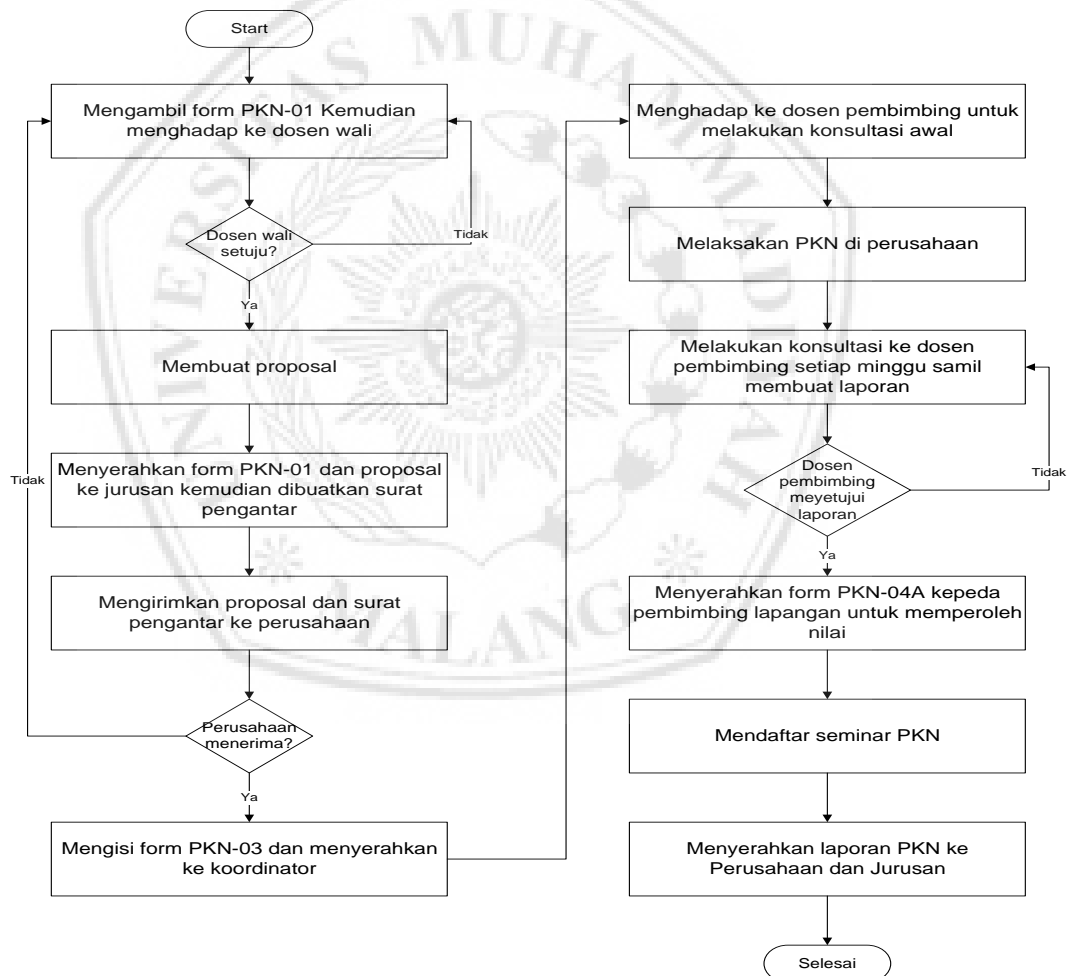 Start
Mengambil form PKN-01 Kemudian
menghadap ke dosen wali
Dosen wali
setuju?
Tidak
Ya
Membuat proposal
Menyerahkan form PKN-01 dan proposal
ke jurusan kemudian dibuatkan surat
pengantar
Mengirimkan proposal dan surat
pengantar ke perusahaan
Perusahaan
menerima?
Tidak
Ya
Mengisi form PKN-03 dan menyerahkan
ke koordinator
Menghadap ke dosen pembimbing untuk
melakukan konsultasi awal
Melaksakan PKN di perusahaan
Melakukan konsultasi ke dosen
pembimbing setiap minggu samil
membuat laporan
Dosen
pembimbing
meyetujui
laporan
Tidak
Ya
Menyerahkan form PKN-04A kepeda
pembimbing lapangan untuk memperoleh
nilai
Mendaftar seminar PKN
Menyerahkan laporan PKN ke
Perusahaan dan Jurusan
Selesai
UNIVERSITAS MUHAMMADIYAH
MALANG